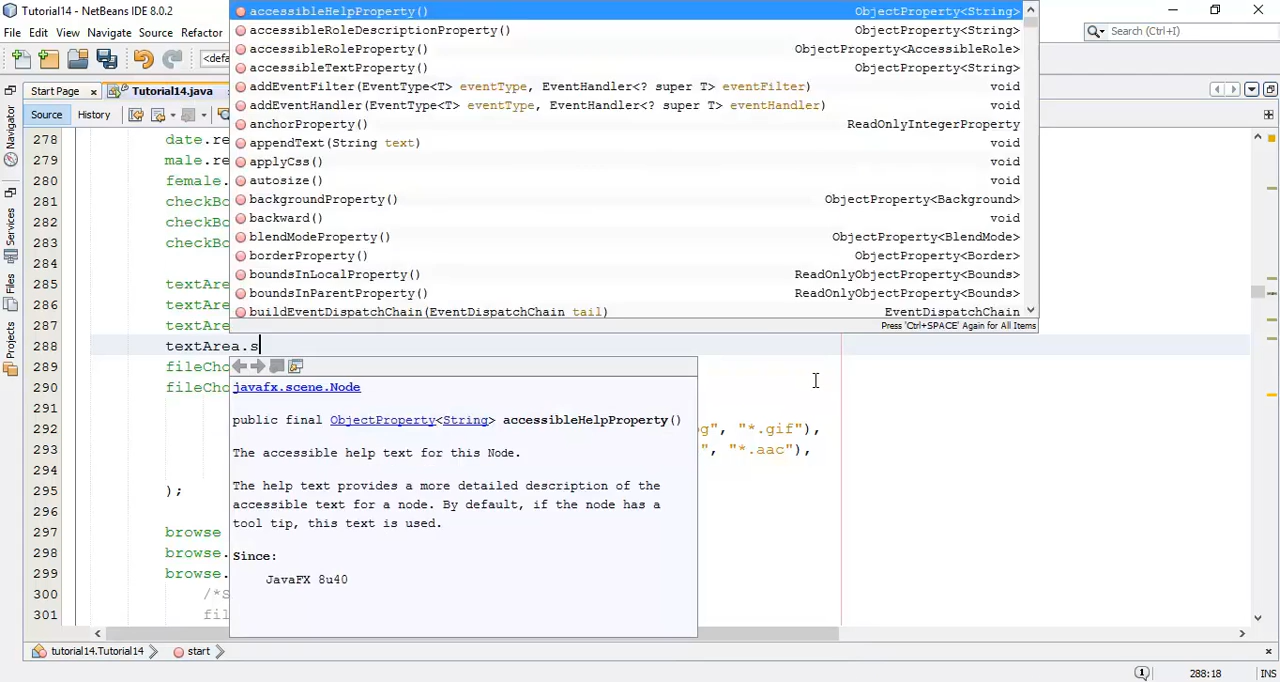 Tutorial14 - NetBeans IDE 8.0.2
File Edit View Navigate Source Refactor
Search (Ctrl+I)
<defa
Start Page
Tutorial14.java
Source History
Navigator
Services
Files
Projects
accessibleHelpProperty() ObjectProperty<String>
accessibleRoleDescriptionProperty() ObjectProperty<String>
accessibleRoleProperty() ObjectProperty<AccessibleRole>
accessibleTextProperty() ObjectProperty<String>
addEventFilter(EventType<T> eventType, EventHandler<? super T> eventFilter) void
addEventHandler(EventType<T> eventType, EventHandler<? super T> eventHandler) void
anchorProperty() ReadOnlyIntegerProperty
appendText(String text) void
applyCss() void
autosize() void
backgroundProperty() ObjectProperty<Background>
backward() void
blendModeProperty() ObjectProperty<BlendMode>
borderProperty() ObjectProperty<Border>
boundsInLocalProperty() ReadOnlyObjectProperty<Bounds>
boundsInParentProperty() ReadOnlyObjectProperty<Bounds>
buildEventDispatchChain(EventDispatchChain tail) EventDispatchChain
Press 'Ctrl+SPACE' Again for All Items
278 date.re
279 male.re
280 female.
281 checkBo
282 checkBo
283 checkBo
284
285 textAre
286 textAre
287 textAre
288 textArea.s
289 fileCho
290 fileCho
291
292 og", "*.gif"),
293 ", "*.aac"),
294
295 );
296
297 browse
298 browse.
299 browse.
300 /*S
301 fil
javafx.scene.Node
public final ObjectProperty<String> accessibleHelpProperty()
The accessible help text for this Node.
The help text provides a more detailed description of the
accessible text for a node. By default, if the node has a
tool tip, this text is used.
Since:
JavaFX 8u40
tutorial14.Tutorial14 start
1 288:18 INS